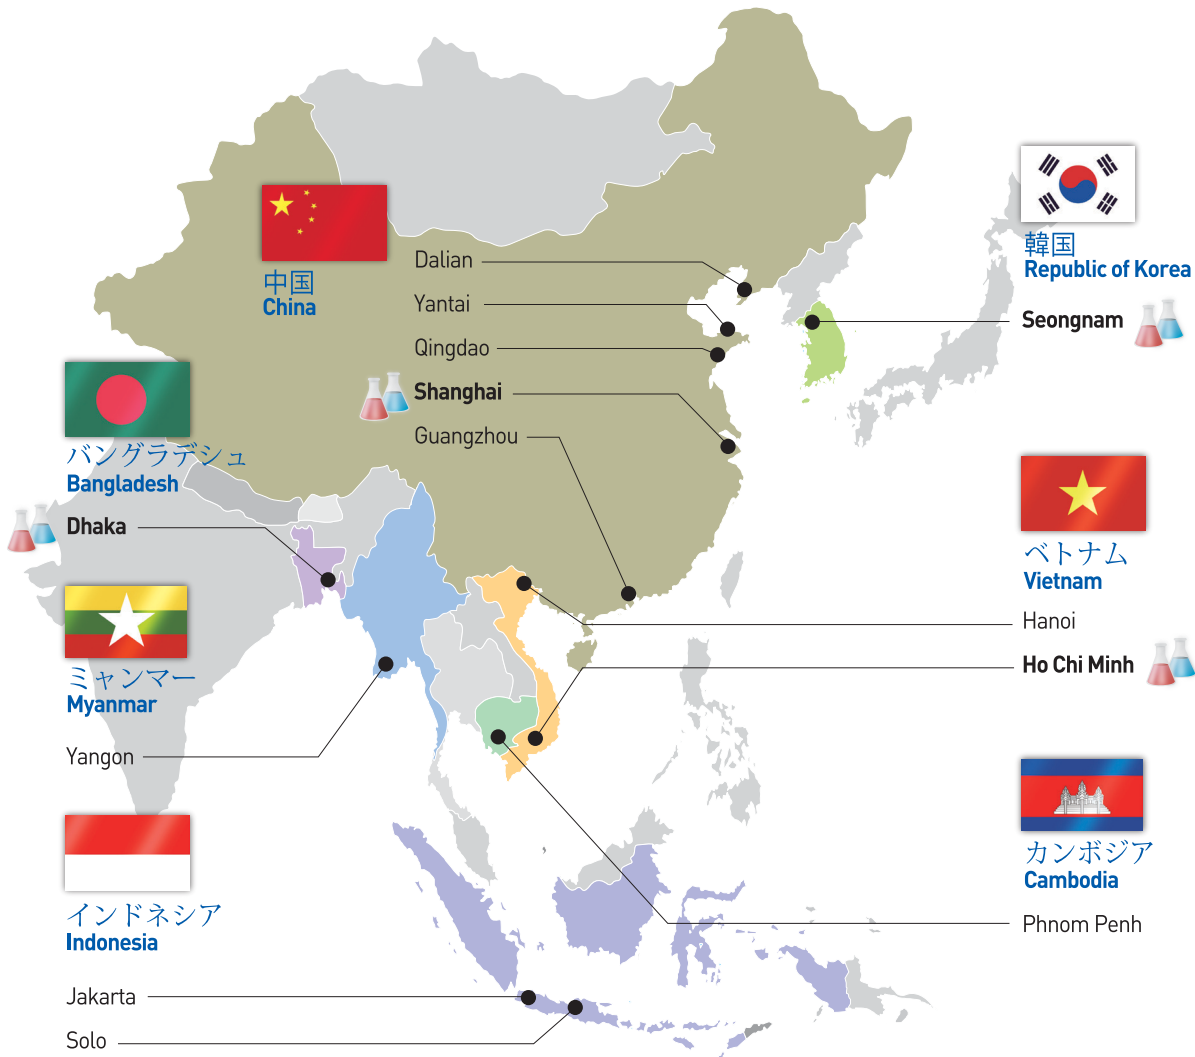 中国
China
Dalian
Yantai
Qingdao
Shanghai
Guangzhou
韓国
Republic of Korea
Seongnam
バングラデシュ
Bangladesh
Dhaka
ミャンマー
Myanmar
Yangon
インドネシア
Indonesia
Jakarta
Solo
ベトナム
Vietnam
Hanoi
Ho Chi Minh
カンボジア
Cambodia
Phnom Penh